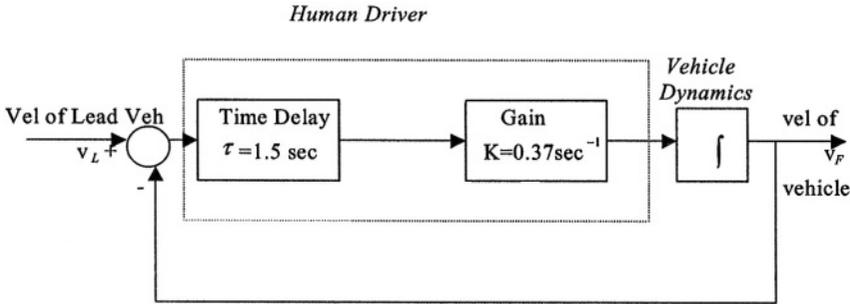 Human Driver
Vehicle
Dynamics
Vel of Lead Veh
v_L +
-
Time Delay
τ =1.5 sec
Gain
K=0.37sec⁻¹
∫
vel of
v_F
vehicle